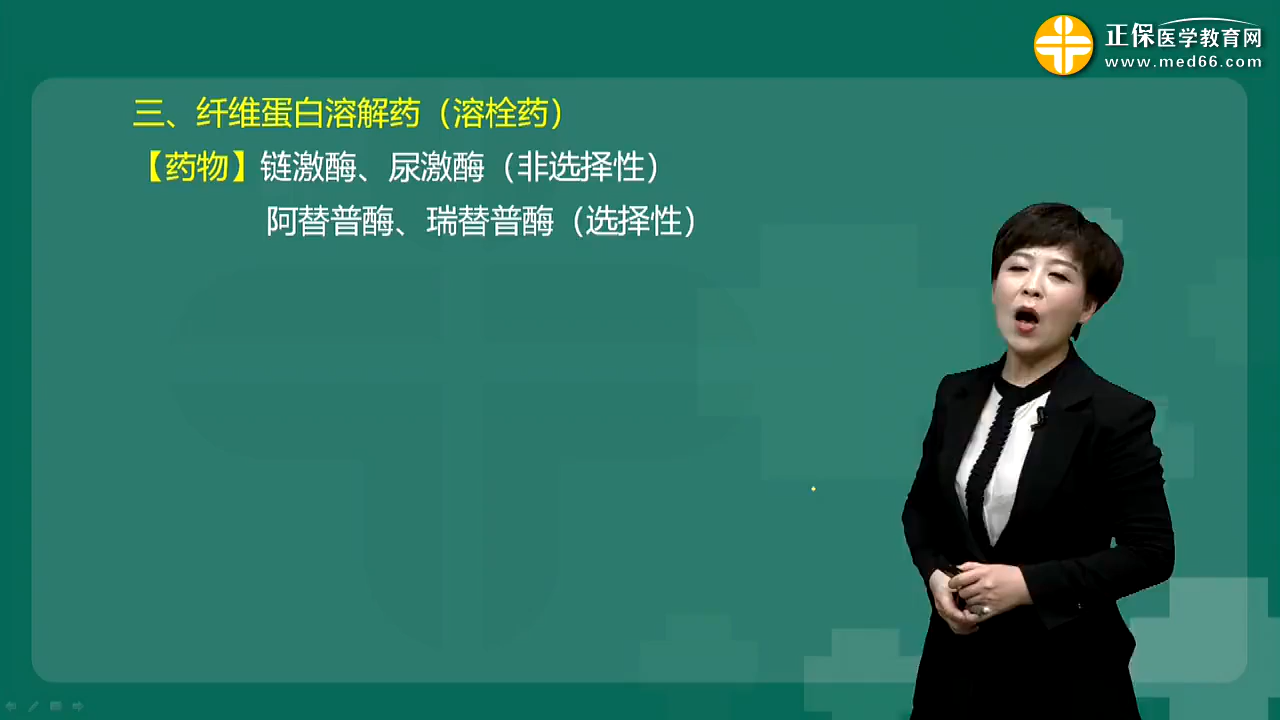 正保医学教育网
www.med66.com
三、纤维蛋白溶解药（溶栓药）
【药物】链激酶、尿激酶（非选择性）
阿替普酶、瑞替普酶（选择性）